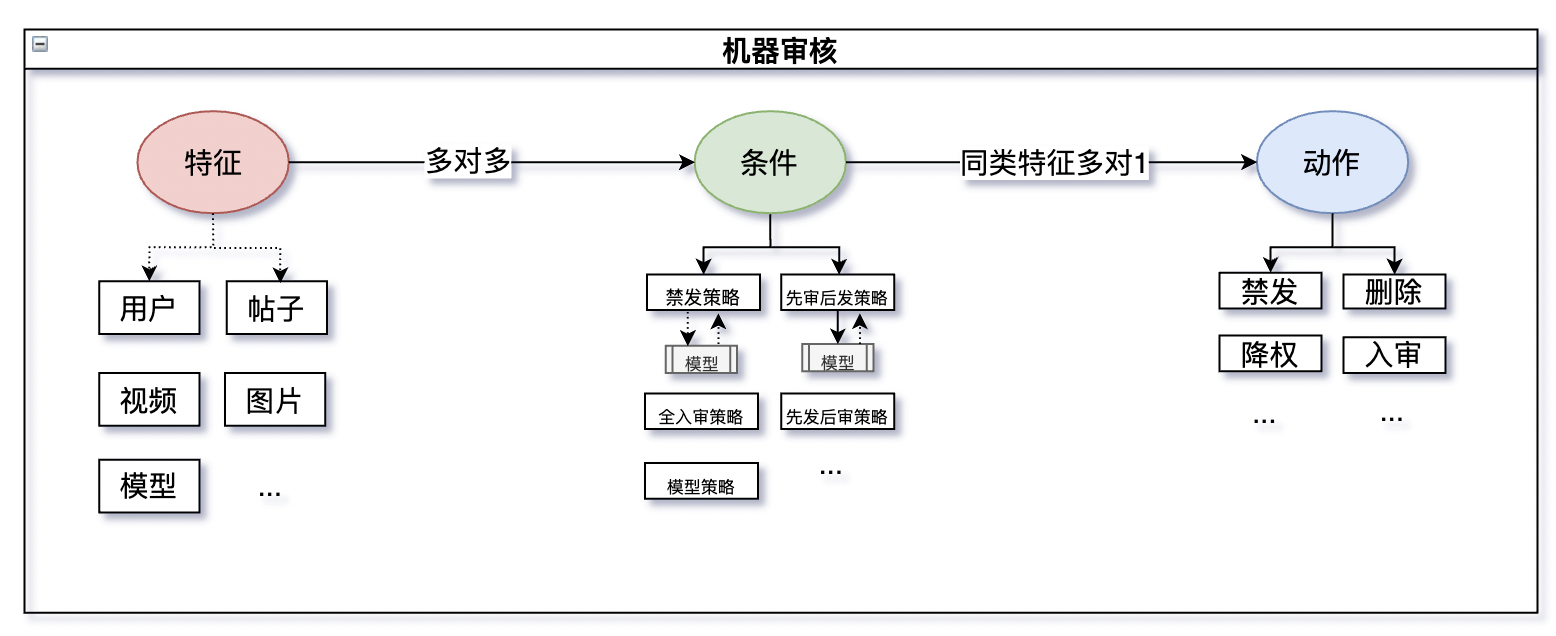 机器审核
特征
多对多
条件
同类特征多对1
动作
用户
帖子
视频
图片
模型
...
禁发策略
先审后发策略
模型
模型
全入审策略
先发后审策略
模型策略
...
禁发
删除
降权
入审
...
...